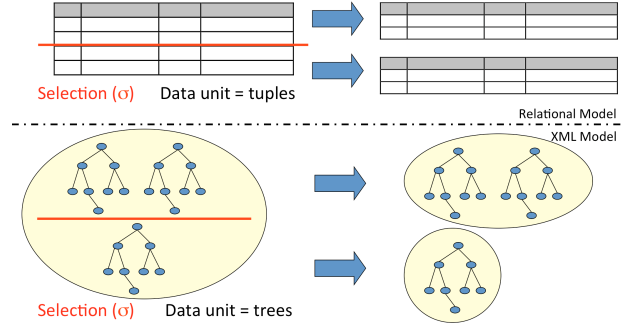 Selection (σ) Data unit = tuples
Relational Model
XML Model
Selection (σ) Data unit = trees